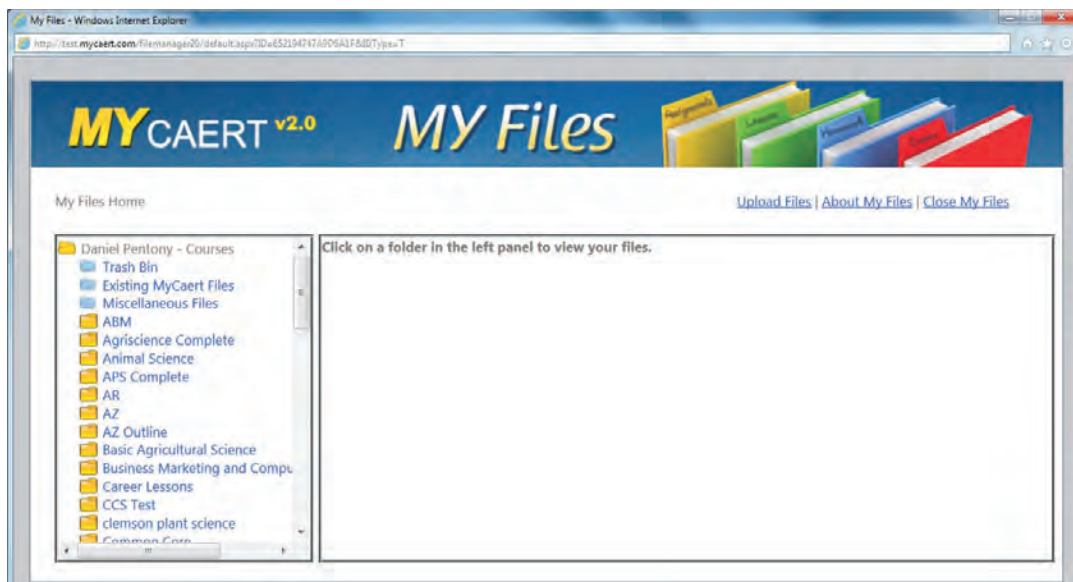 My Files - Windows Internet Explorer
MYCAERT v2.0
MY Files
My Files Home
Upload Files | About My Files | Close My Files
Daniel Pentony - Courses
Trash Bin
Existing MyCaert Files
Miscellaneous Files
ABM
Agriscience Complete
Animal Science
APS Complete
AR
AZ
AZ Outline
Basic Agricultural Science
Business Marketing and Compu
Career Lessons
CCS Test
clemson plant science
Common Core
Click on a folder in the left panel to view your files.